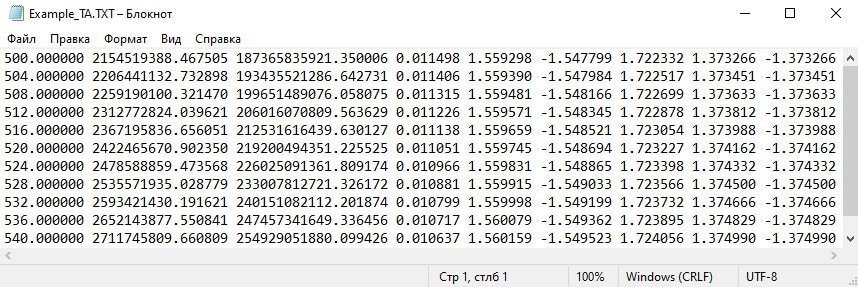 Example_TA.TXT – Блокнот
Файл Правка Формат Вид Справка
500.000000 2154519388.467505 187365835921.350006 0.011498 1.559298 -1.547799 1.722332 1.373266 -1.373266
504.000000 2206441132.732898 193435521286.642731 0.011406 1.559390 -1.547984 1.722517 1.373451 -1.373451
508.000000 2259190100.321470 199651489076.058075 0.011315 1.559481 -1.548166 1.722699 1.373633 -1.373633
512.000000 2312772824.039621 206016070809.563629 0.011226 1.559571 -1.548345 1.722878 1.373812 -1.373812
516.000000 2367195836.656051 212531616439.630127 0.011138 1.559659 -1.548521 1.723054 1.373988 -1.373988
520.000000 2422465670.902350 219200494351.225525 0.011051 1.559745 -1.548694 1.723227 1.374162 -1.374162
524.000000 2478588859.473568 226025091361.809174 0.010966 1.559831 -1.548865 1.723398 1.374332 -1.374332
528.000000 2535571935.028779 233007812721.326172 0.010881 1.559915 -1.549033 1.723566 1.374500 -1.374500
532.000000 2593421430.191621 240151082112.201874 0.010799 1.559998 -1.549199 1.723732 1.374666 -1.374666
536.000000 2652143877.550841 247457341649.336456 0.010717 1.560079 -1.549362 1.723895 1.374829 -1.374829
540.000000 2711745809.660809 254929051880.099426 0.010637 1.560159 -1.549523 1.724056 1.374990 -1.374990
Стр 1, стлб 1 100% Windows (CRLF) UTF-8